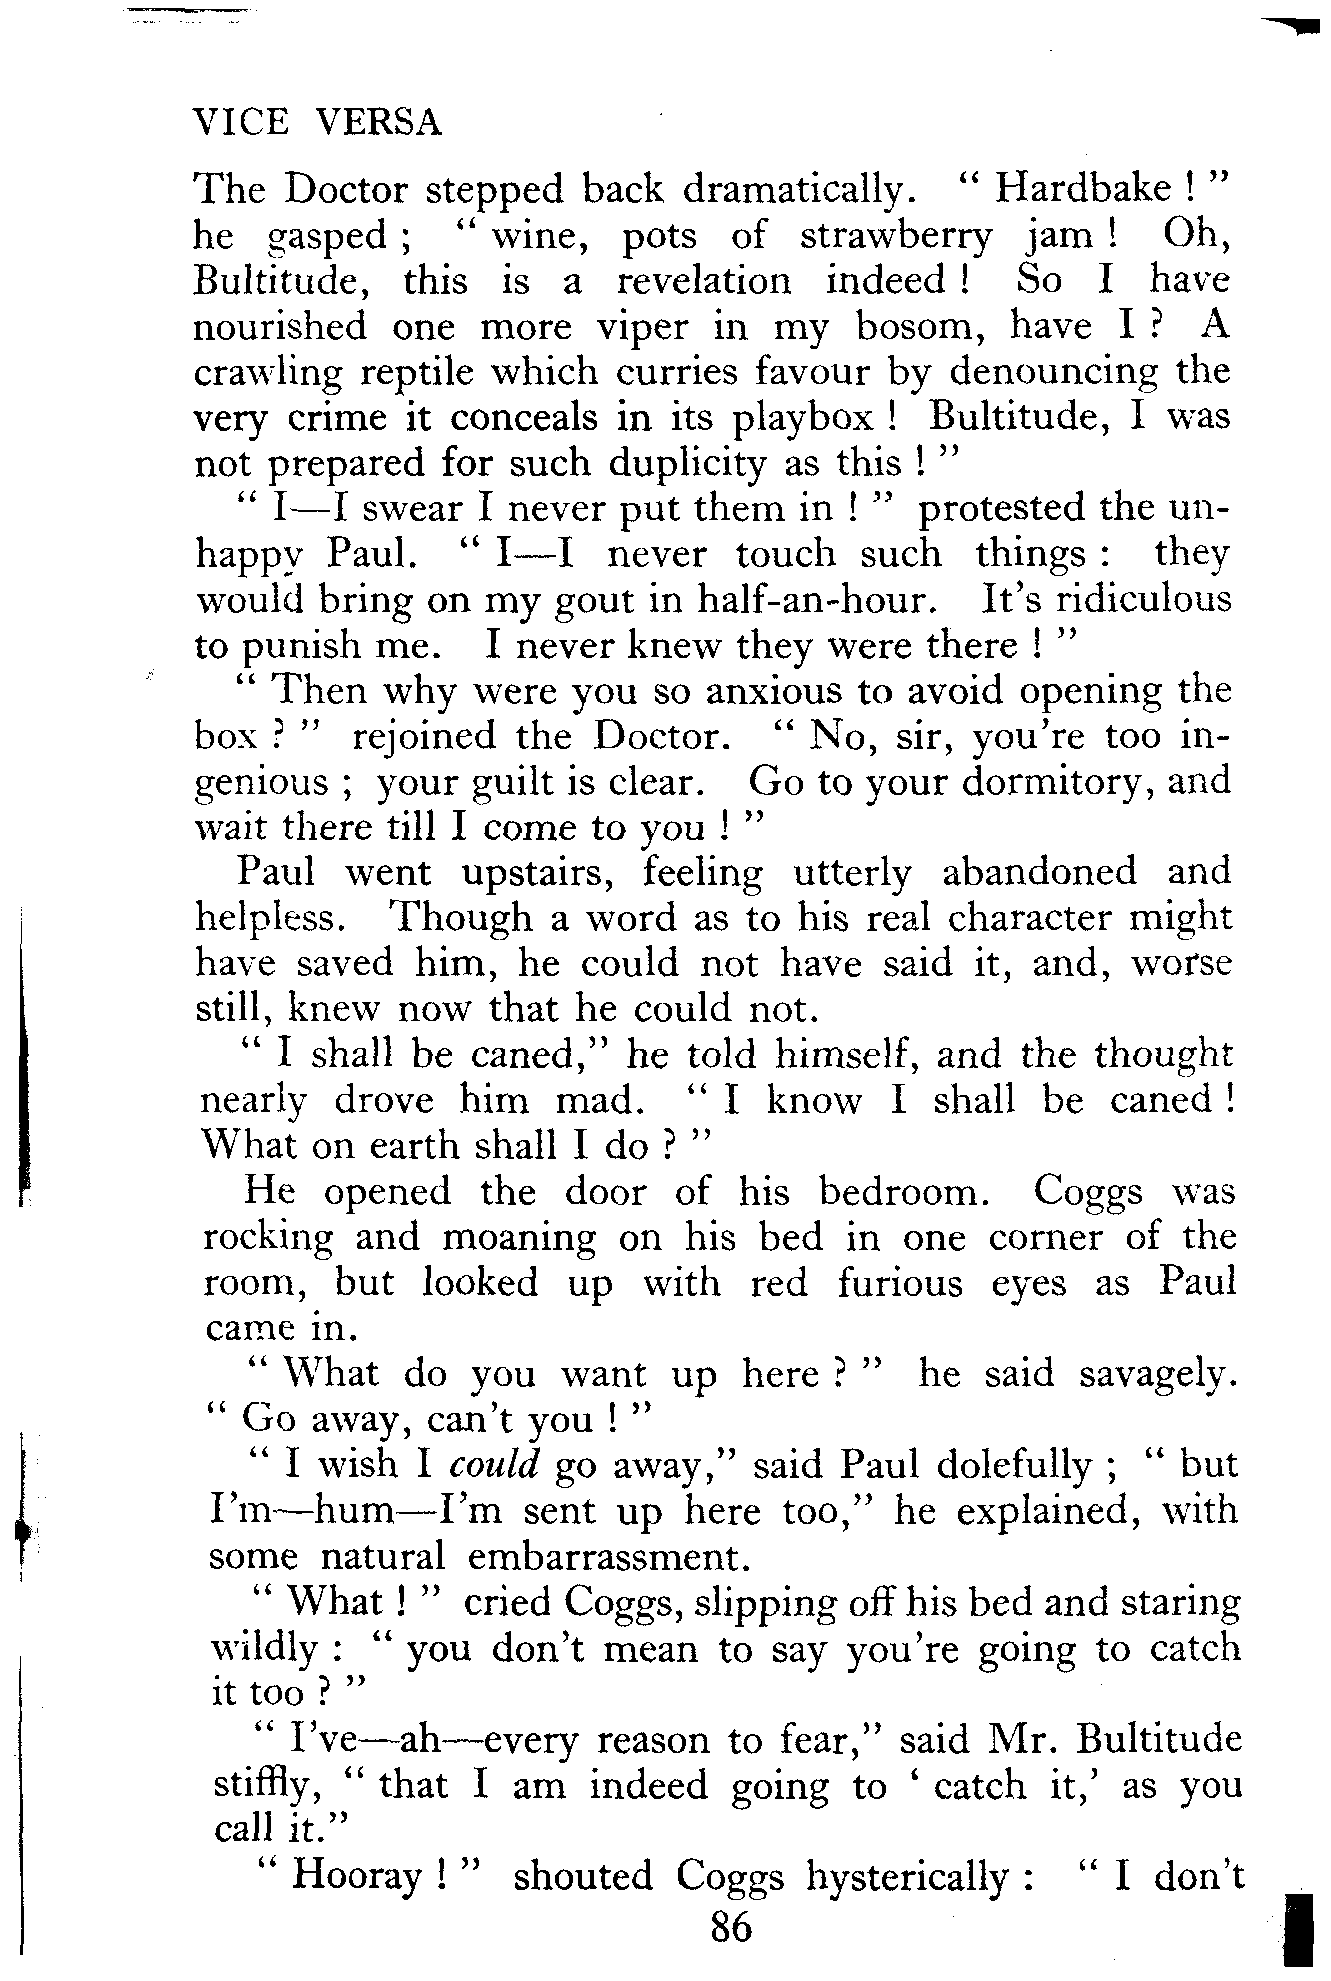 VICE VERSA
The Doctor stepped back dramatically. “ Hardbake ! ”
he gasped ; “ wine, pots of strawberry jam ! Oh,
Bultitude, this is a revelation indeed ! So I have
nourished one more viper in my bosom, have I ? A
crawling reptile which curries favour by denouncing the
very crime it conceals in its playbox ! Bultitude, I was
not prepared for such duplicity as this ! ”
“ I—I swear I never put them in ! ” protested the un-
happy Paul. “ I—I never touch such things : they
would bring on my gout in half-an-hour. It’s ridiculous
to punish me. I never knew they were there ! ”
“ Then why were you so anxious to avoid opening the
box ? ” rejoined the Doctor. “ No, sir, you’re too in-
genious ; your guilt is clear. Go to your dormitory, and
wait there till I come to you ! ”
Paul went upstairs, feeling utterly abandoned and
helpless. Though a word as to his real character might
have saved him, he could not have said it, and, worse
still, knew now that he could not.
“ I shall be caned,” he told himself, and the thought
nearly drove him mad. “ I know I shall be caned !
What on earth shall I do ? ”
He opened the door of his bedroom. Coggs was
rocking and moaning on his bed in one corner of the
room, but looked up with red furious eyes as Paul
came in.
“ What do you want up here ? ” he said savagely.
“ Go away, can’t you ! ”
“ I wish I could go away,” said Paul dolefully ; “ but
I’m—hum—I’m sent up here too,” he explained, with
some natural embarrassment.
“ What ! ” cried Coggs, slipping off his bed and staring
wildly : “ you don’t mean to say you’re going to catch
it too ? ”
“ I’ve—ah—every reason to fear,” said Mr. Bultitude
stiffly, “ that I am indeed going to ‘ catch it,’ as you
call it.”
“ Hooray ! ” shouted Coggs hysterically : “ I don’t
86